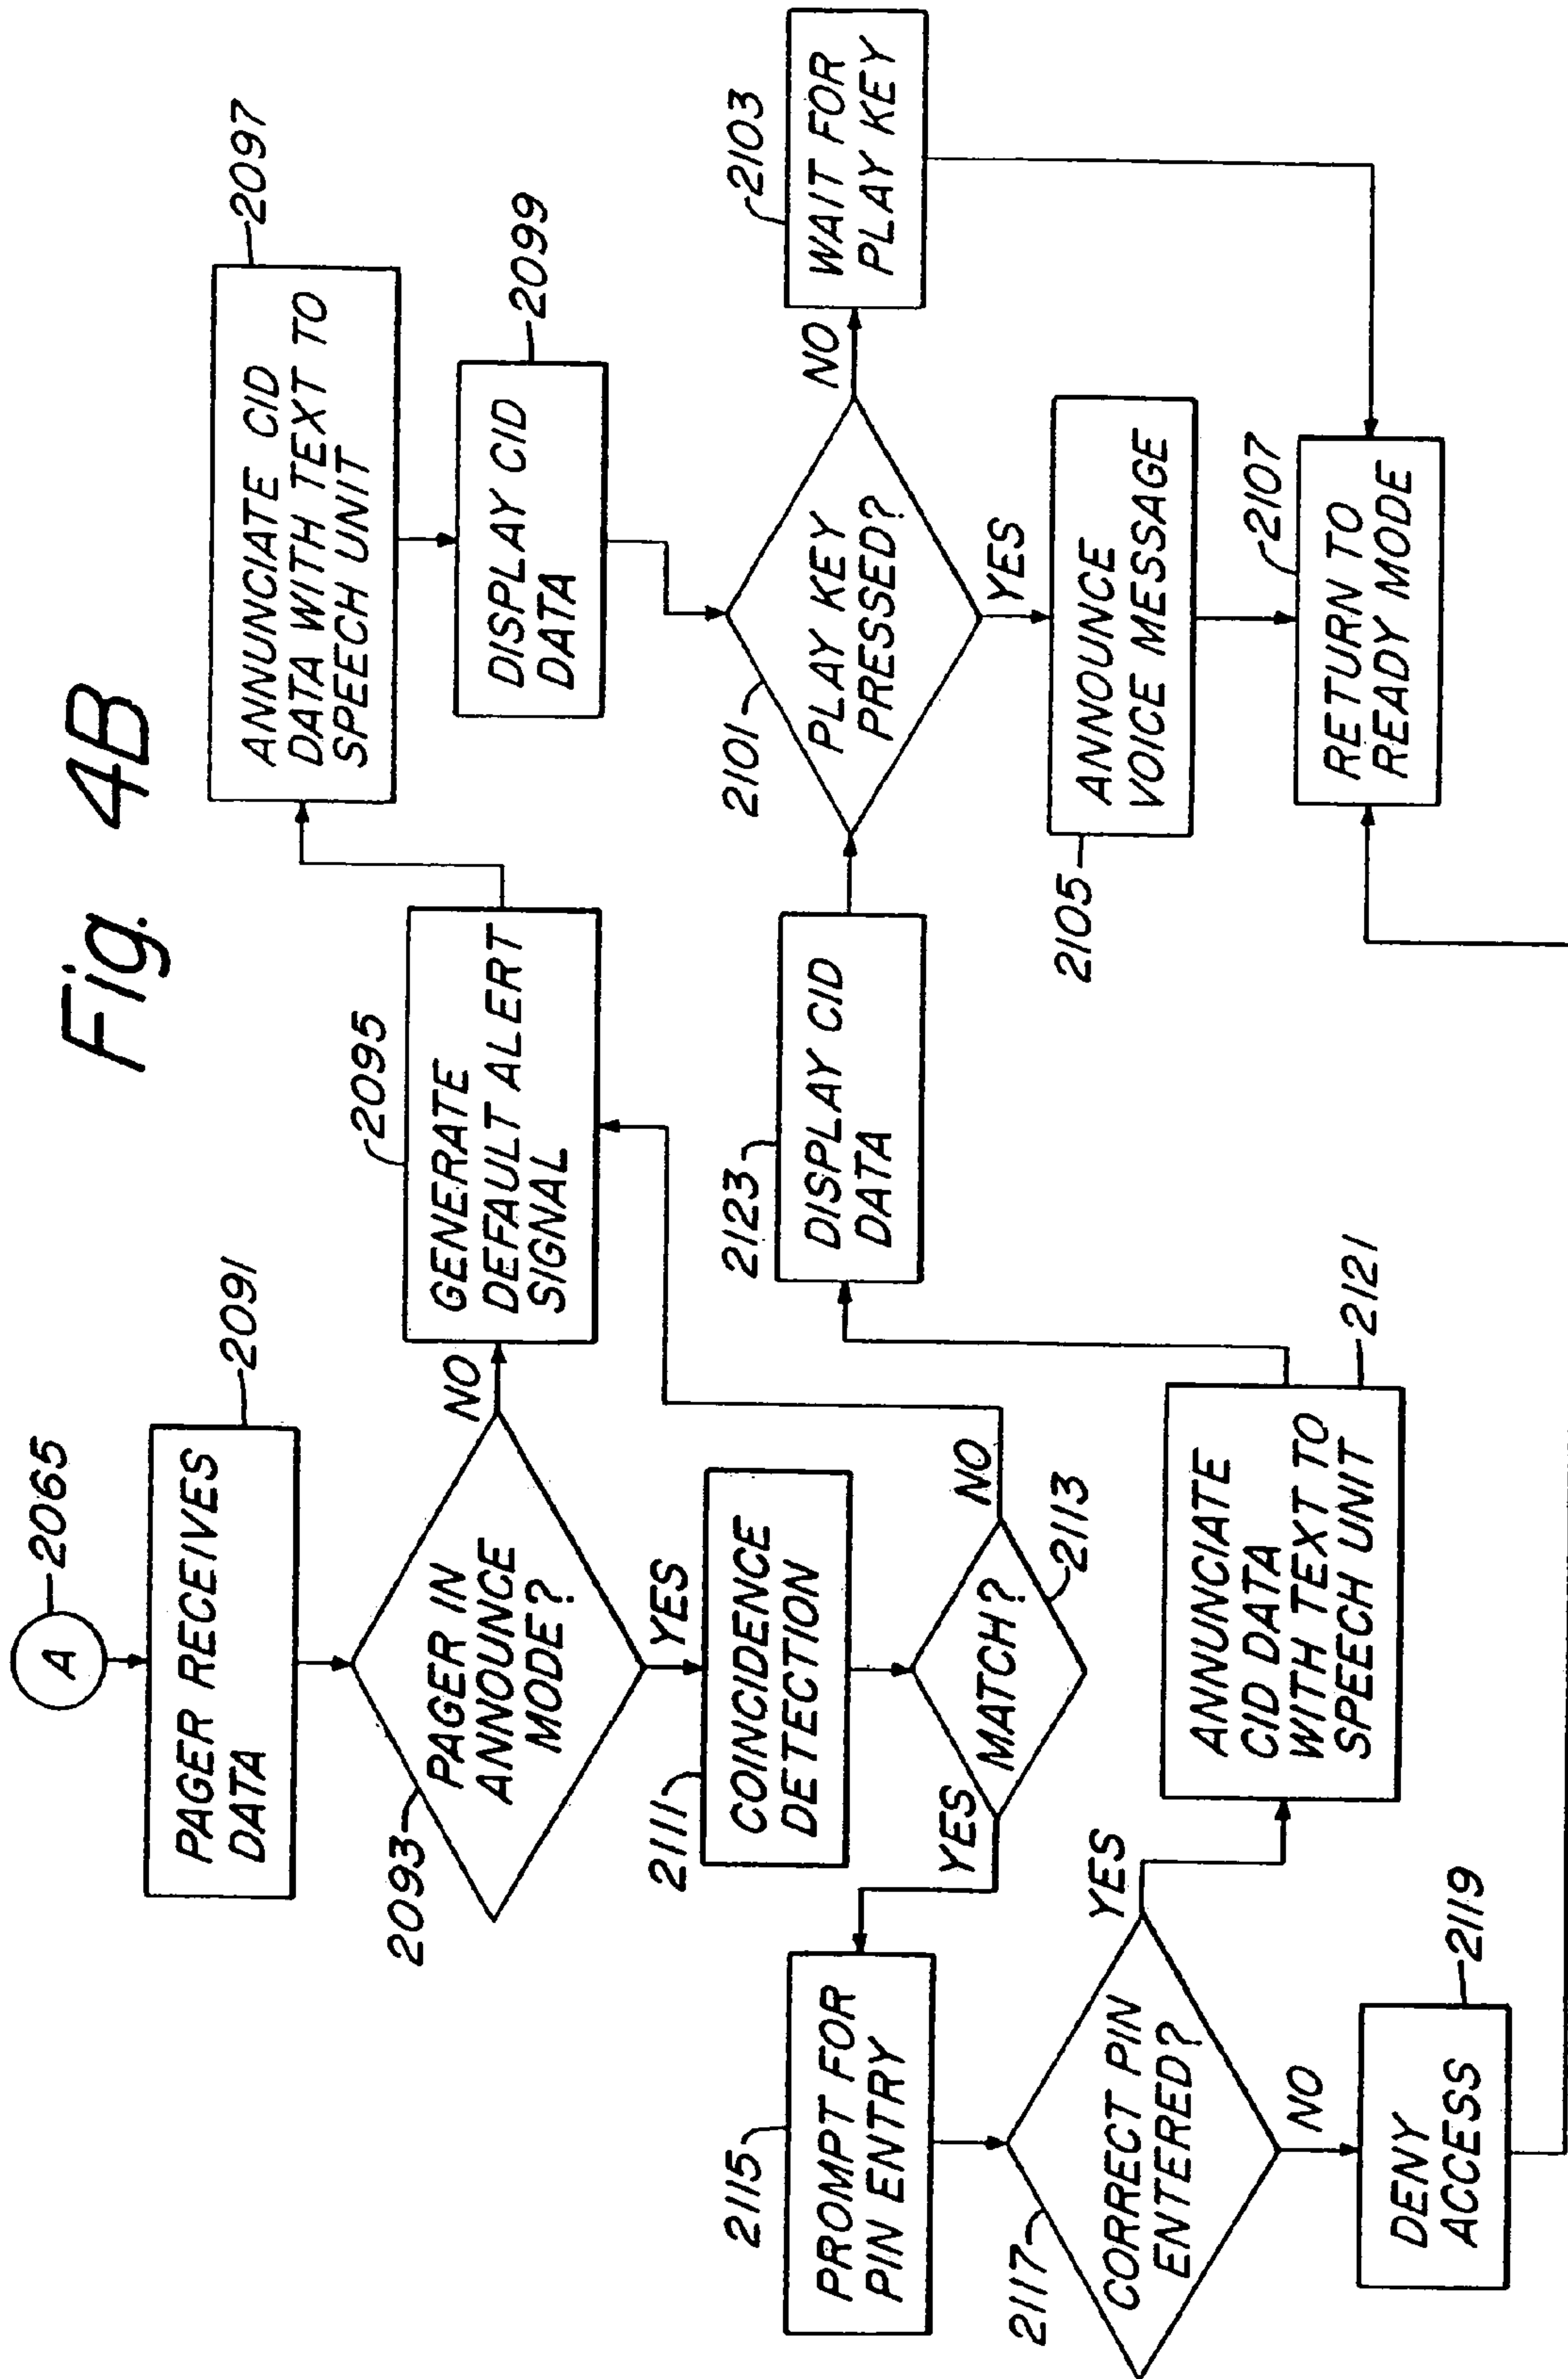 Fig. 4B
A
2065
PAGER RECEIVES
DATA
2091
PAGER IN
ANNOUNCE
MODE?
2093
NO
YES
GENERATE
DEFAULT ALERT
SIGNAL
2095
ANNUNCIATE CID
DATA WITH TEXT TO
SPEECH UNIT
2097
DISPLAY CID
DATA
2099
COINCIDENCE
DETECTION
2111
MATCH?
2113
NO
YES
PROMPT FOR
PIN ENTRY
2115
CORRECT PIN
ENTERED?
2117
YES
NO
DENY
ACCESS
2119
ANNUNCIATE
CID DATA
WITH TEXT TO
SPEECH UNIT
2121
DISPLAY CID
DATA
2123
PLAY KEY
PRESSED?
2101
NO
YES
WAIT FOR
PLAY KEY
2103
ANNOUNCE
VOICE MESSAGE
2105
RETURN TO
READY MODE
2107